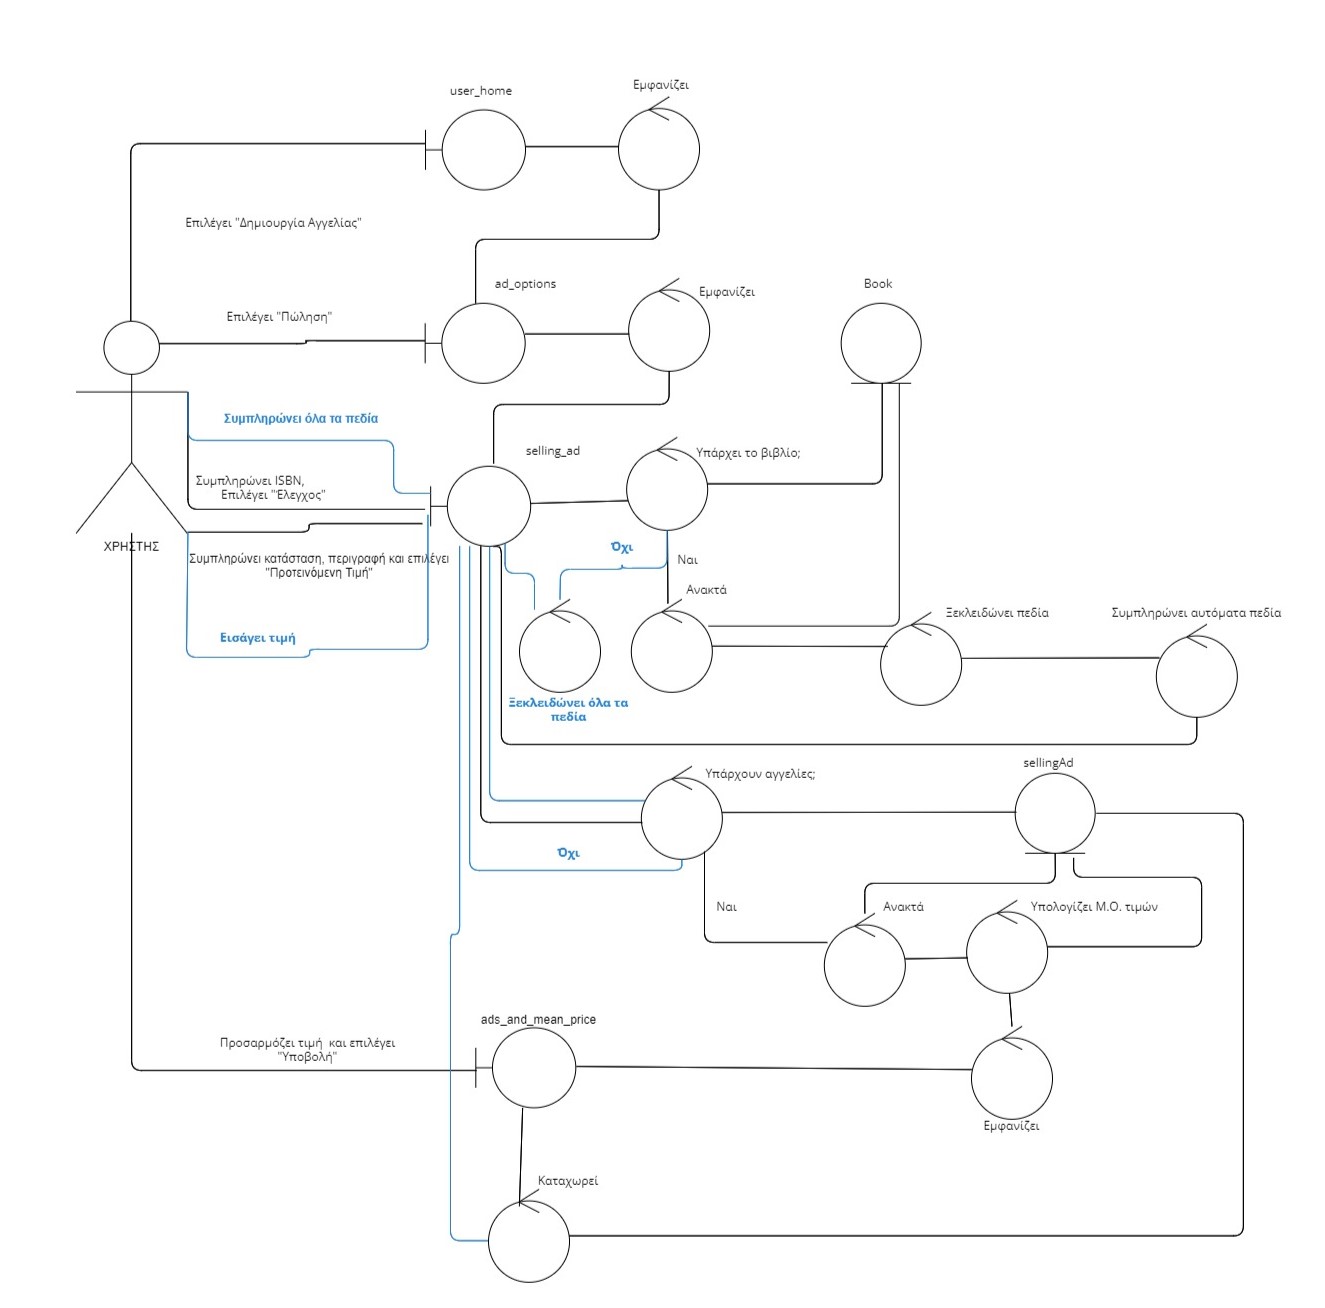 Εμφανίζει
user_home
Επιλέγει "Δημιουργία Αγγελίας"
ad_options
Εμφανίζει
Book
Επιλέγει "Πώληση"
Συμπληρώνει όλα τα πεδία
selling_ad
Υπάρχει το βιβλίο;
Συμπληρώνει ISBN,
Επιλέγει "Έλεγχος"
ΧΡΗΣΤΗΣ
Όχι
Συμπληρώνει κατάσταση, περιγραφή και επιλέγει
"Προτεινόμενη Τιμή"
Ναι
Ανακτά
Ξεκλειδώνει πεδία
Συμπληρώνει αυτόματα πεδία
Εισάγει τιμή
Ξεκλειδώνει όλα τα
πεδία
sellingAd
Υπάρχουν αγγελίες;
Όχι
Ναι
Ανακτά
Υπολογίζει Μ.Ο. τιμών
ads_and_mean_price
Προσαρμόζει τιμή  και επιλέγει
"Υποβολή"
Εμφανίζει
Καταχωρεί